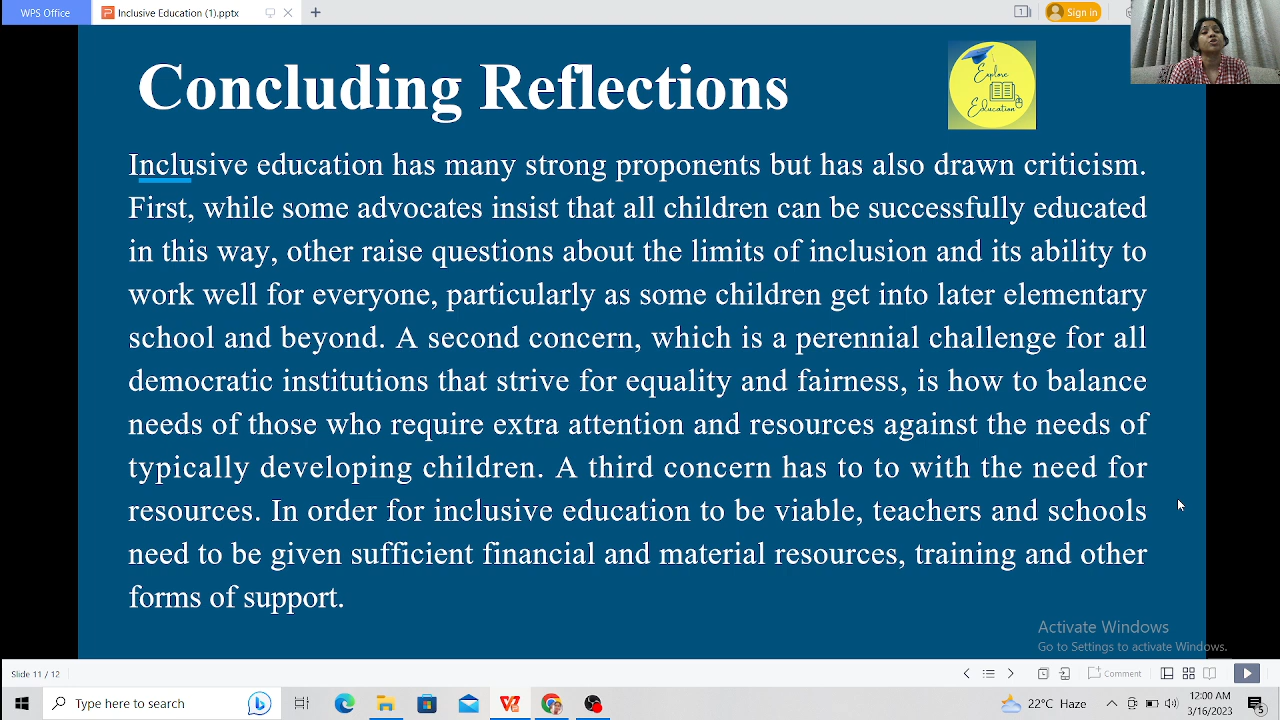 WPS Office
Inclusive Education (1).pptx
1
Sign in
Concluding Reflections
Explore
Education
Inclusive education has many strong proponents but has also drawn criticism.
First, while some advocates insist that all children can be successfully educated
in this way, other raise questions about the limits of inclusion and its ability to
work well for everyone, particularly as some children get into later elementary
school and beyond. A second concern, which is a perennial challenge for all
democratic institutions that strive for equality and fairness, is how to balance
needs of those who require extra attention and resources against the needs of
typically developing children. A third concern has to to with the need for
resources. In order for inclusive education to be viable, teachers and schools
need to be given sufficient financial and material resources, training and other
forms of support.
Activate Windows
Go to Settings to activate Windows.
Slide 11 / 12
Comment
Type here to search
22°C Haze
12:00 AM
3/16/2023
5